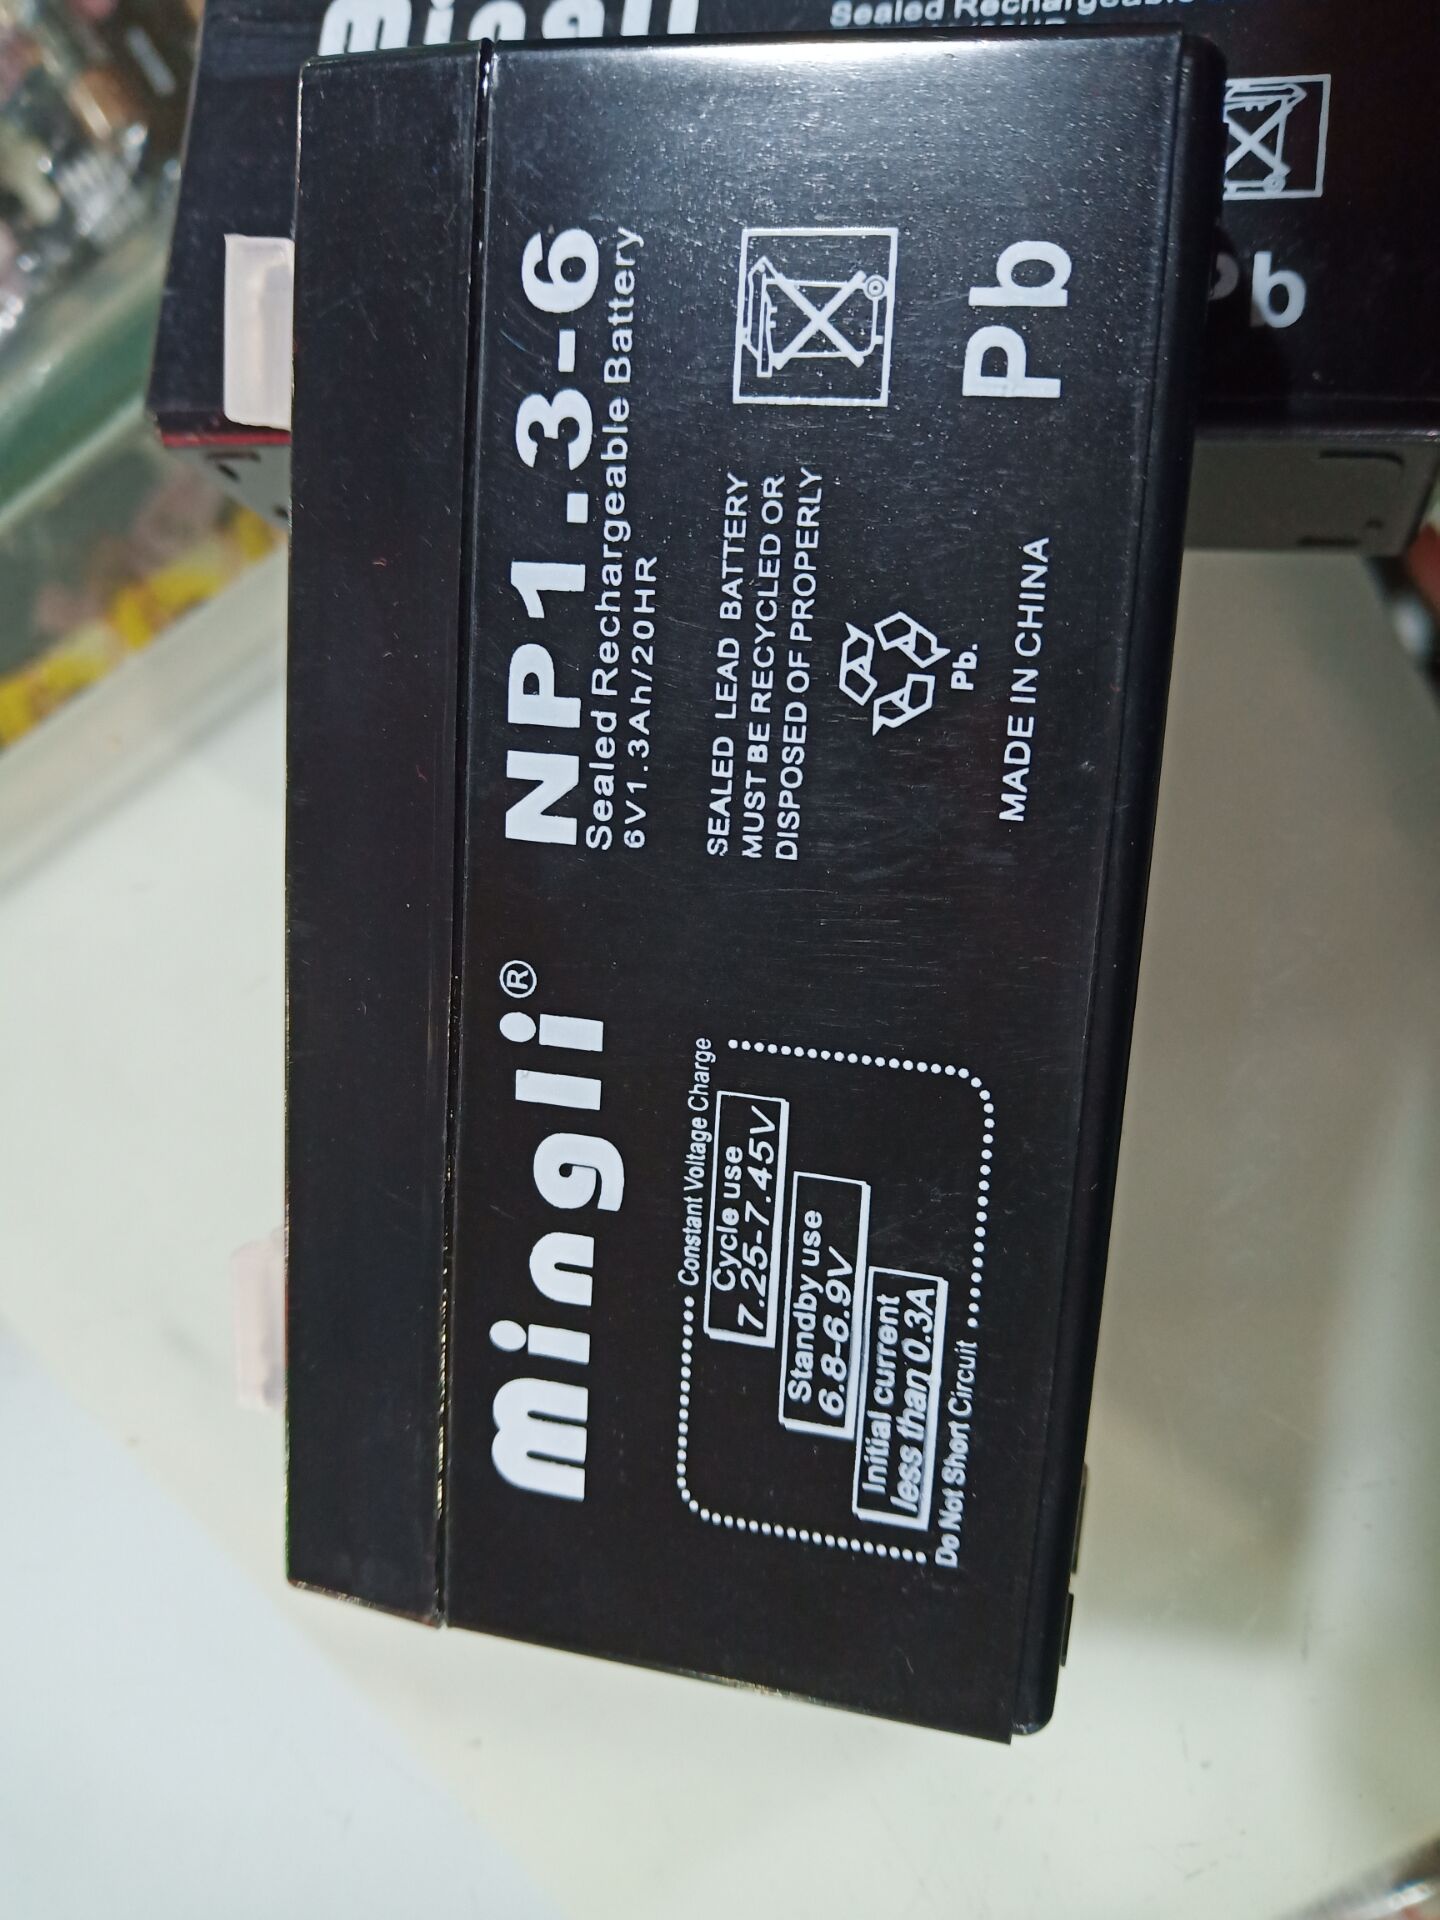 mingli®
NP1.3-6
Sealed Rechargeable Battery
6V1.3Ah/20HR
Constant Voltage Charge
Cycle use
7.25-7.45V
Standby use
6.8-6.9V
Initial current
less than 0.3A
Do Not Short Circuit
SEALED LEAD BATTERY
MUST BE RECYCLED OR
DISPOSED OF PROPERLY
Pb.
MADE IN CHINA
Pb
Sealed Rechargeable